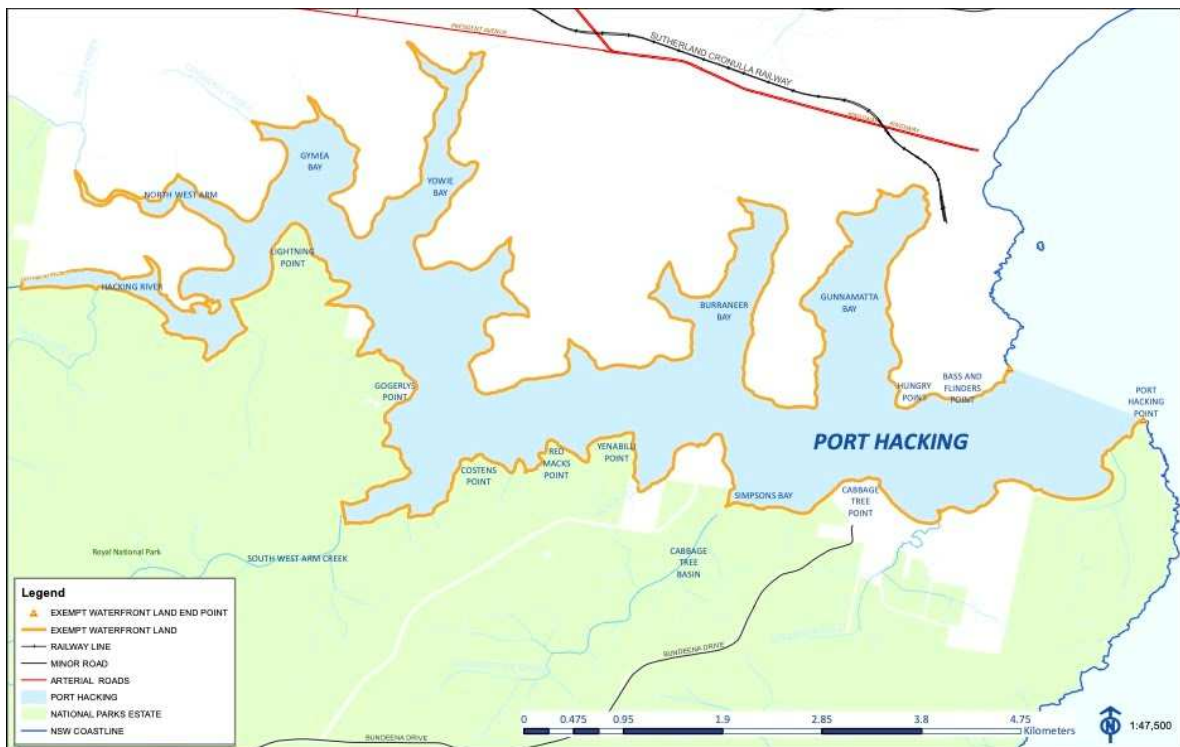 PRESIDENT AVENUE
SUTHERLAND CRONULLA RAILWAY
KINGSWAY
GYMEA
BAY
YOWIE
BAY
NORTH WEST ARM
LIGHTNING
POINT
HACKING RIVER
BURRANEER
BAY
GUNNAMATTA
BAY
GOGERLYS
POINT
HUNGRY
POINT
BASS AND
FLINDERS
POINT
PORT
HACKING
POINT
PORT HACKING
COSTENS
POINT
RED
MACKS
POINT
YENABILLI
POINT
SIMPSONS BAY
CABBAGE
TREE
POINT
Royal National Park
SOUTH WEST ARM CREEK
CABBAGE
TREE
BASIN
BUNDEENA DRIVE
BUNDEENA DRIVE
Legend
EXEMPT WATERFRONT LAND END POINT
EXEMPT WATERFRONT LAND
RAILWAY LINE
MINOR ROAD
ARTERIAL ROADS
PORT HACKING
NATIONAL PARKS ESTATE
NSW COASTLINE
0 0.475 0.95 1.9 2.85 3.8 4.75
Kilometers
N
1:47,500